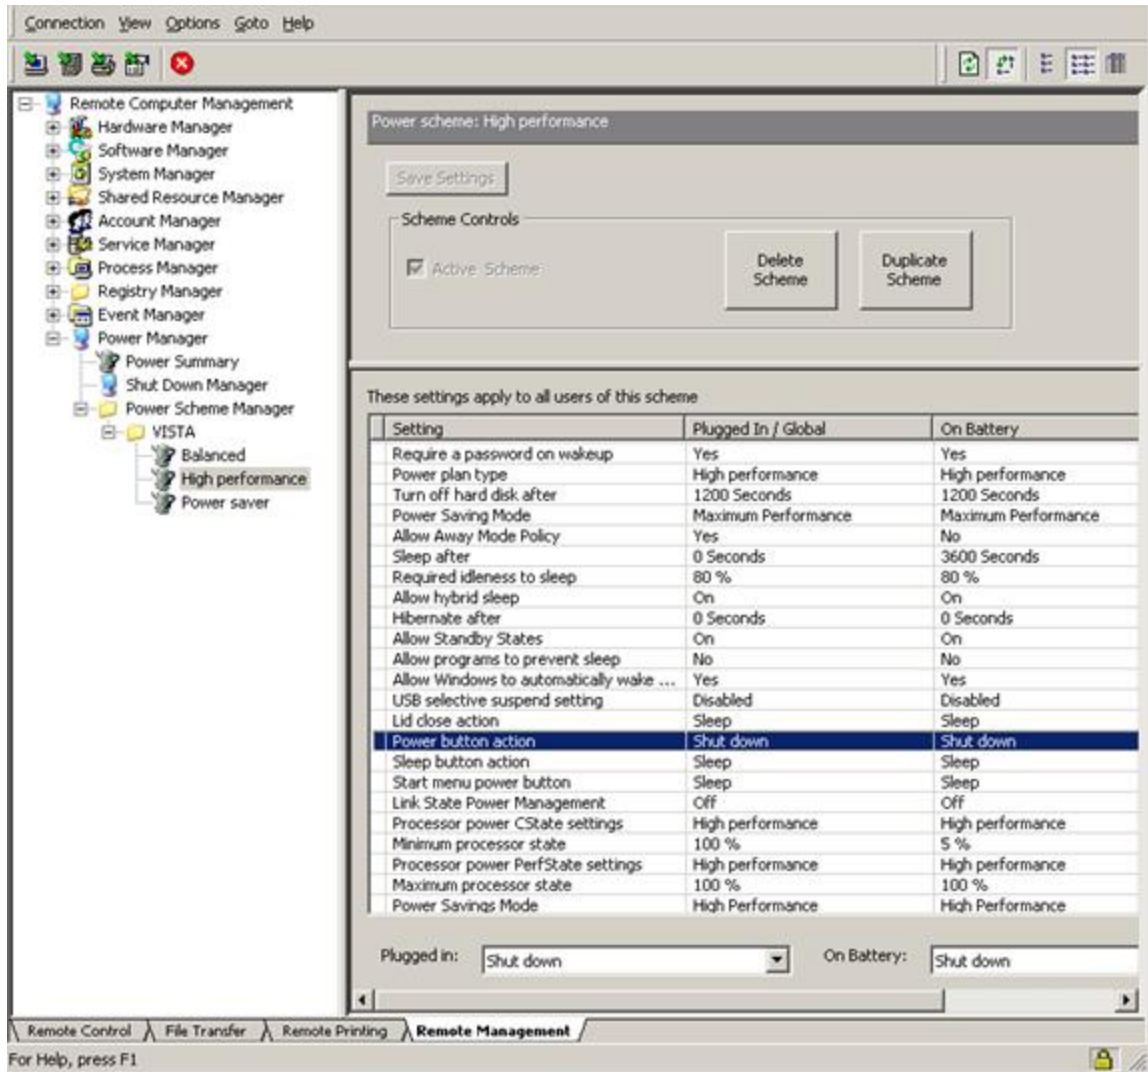 Connection View Options Goto Help
Remote Computer Management
Hardware Manager
Software Manager
System Manager
Shared Resource Manager
Account Manager
Service Manager
Process Manager
Registry Manager
Event Manager
Power Manager
Power Summary
Shut Down Manager
Power Scheme Manager
VISTA
Balanced
High performance
Power saver
Power scheme: High performance
Save Settings
Scheme Controls
Active Scheme
Delete Scheme
Duplicate Scheme
These settings apply to all users of this scheme
Setting Plugged In / Global On Battery
Require a password on wakeup Yes Yes
Power plan type High performance High performance
Turn off hard disk after 1200 Seconds 1200 Seconds
Power Saving Mode Maximum Performance Maximum Performance
Allow Away Mode Policy Yes No
Sleep after 0 Seconds 3600 Seconds
Required idleness to sleep 80 % 80 %
Allow hybrid sleep On On
Hibernate after 0 Seconds 0 Seconds
Allow Standby States On On
Allow programs to prevent sleep No No
Allow Windows to automatically wake ... Yes Yes
USB selective suspend setting Disabled Disabled
Lid close action Sleep Sleep
Power button action Shut down Shut down
Sleep button action Sleep Sleep
Start menu power button Sleep Sleep
Link State Power Management Off Off
Processor power CState settings High performance High performance
Minimum processor state 100 % 5 %
Processor power PerfState settings High performance High performance
Maximum processor state 100 % 100 %
Power Savings Mode High Performance High Performance
Plugged in: Shut down On Battery: Shut down
Remote Control File Transfer Remote Printing Remote Management
For Help, press F1